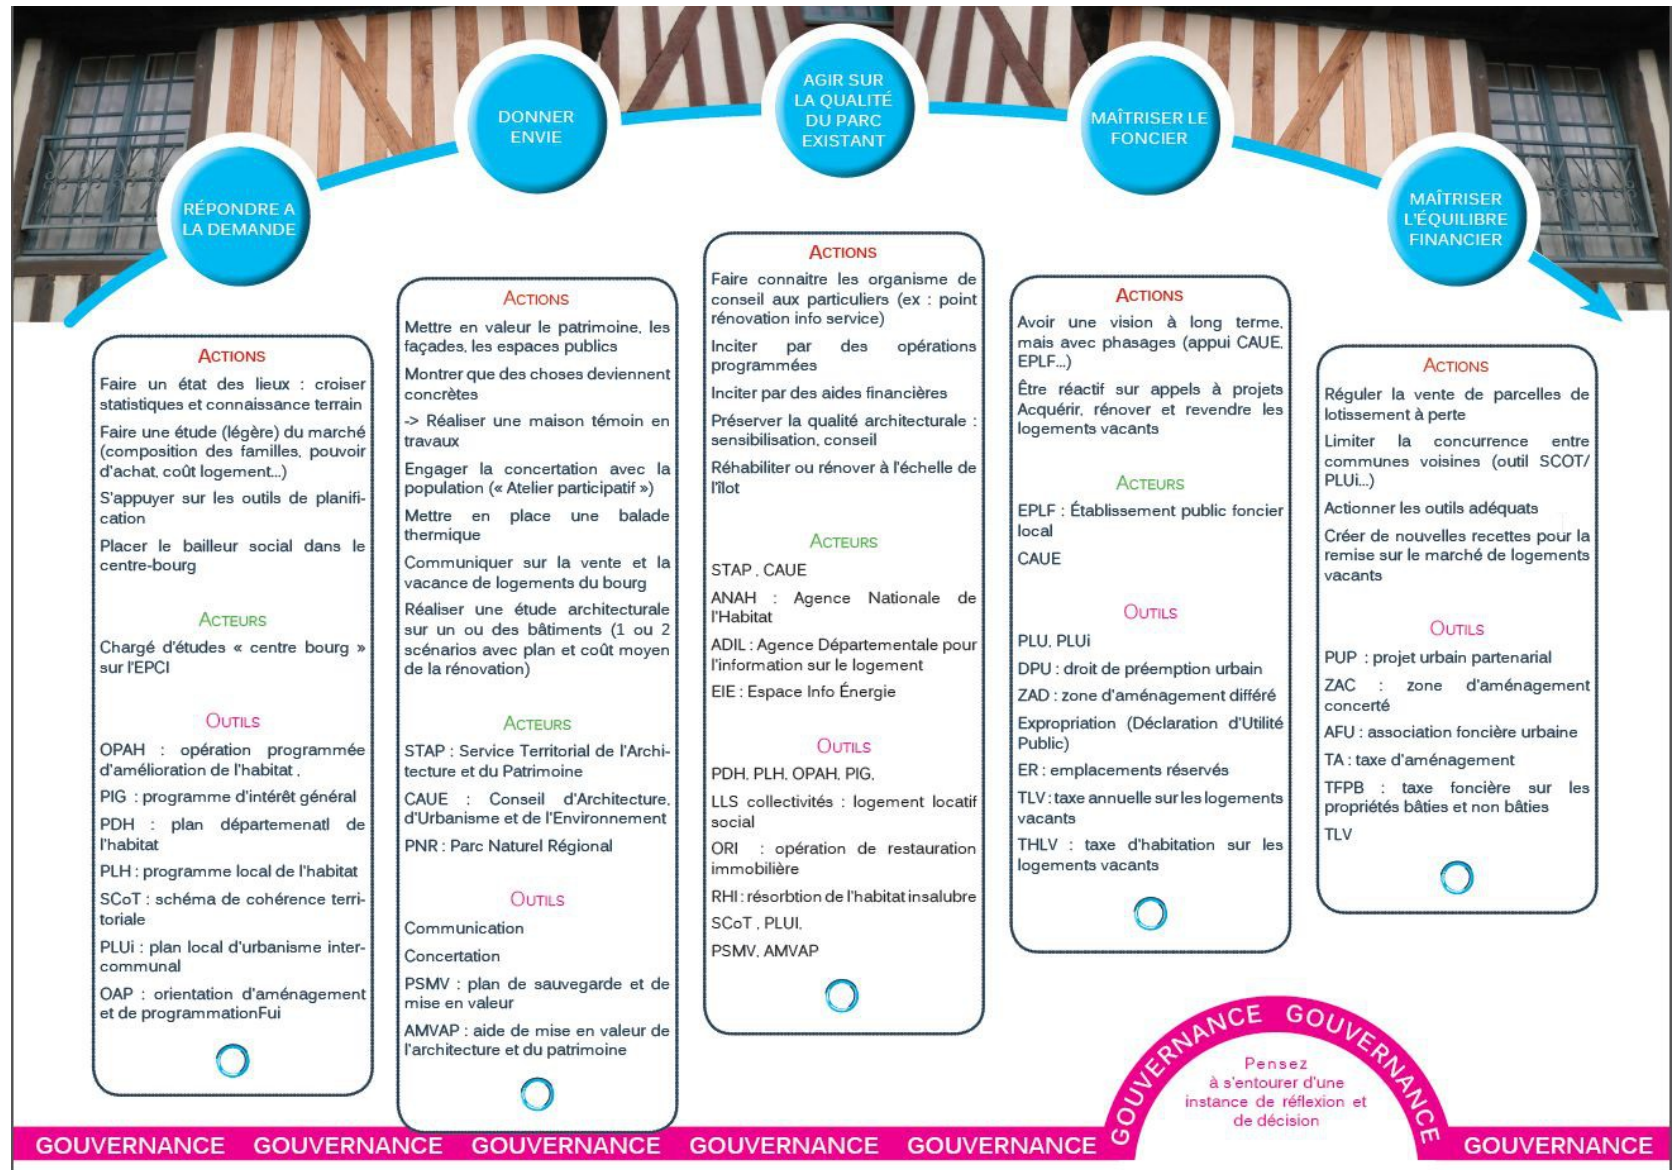 RÉPONDRE A
LA DEMANDE
DONNER
ENVIE
AGIR SUR
LA QUALITÉ
DU PARC
EXISTANT
MAÎTRISER LE
FONCIER
MAÎTRISER
L'ÉQUILIBRE
FINANCIER
ACTIONS
Faire un état des lieux : croiser
statistiques et connaissance terrain
Faire une étude (légère) du marché
(composition des familles, pouvoir
d'achat, coût logement...)
S'appuyer sur les outils de planifi-
cation
Placer le bailleur social dans le
centre-bourg
ACTEURS
Chargé d'études « centre bourg »
sur l'EPCI
OUTILS
OPAH : opération programmée
d'amélioration de l'habitat .
PIG : programme d'intérêt général
PDH : plan départemenatl de
l'habitat
PLH : programme local de l'habitat
SCoT : schéma de cohérence terri-
toriale
PLUi : plan local d'urbanisme inter-
communal
OAP : orientation d'aménagement
et de programmationFui
ACTIONS
Mettre en valeur le patrimoine, les
façades, les espaces publics
Montrer que des choses deviennent
concrètes
-> Réaliser une maison témoin en
travaux
Engager la concertation avec la
population (« Atelier participatif »)
Mettre en place une balade
thermique
Communiquer sur la vente et la
vacance de logements du bourg
Réaliser une étude architecturale
sur un ou des bâtiments (1 ou 2
scénarios avec plan et coût moyen
de la rénovation)
ACTEURS
STAP : Service Territorial de l'Archi-
tecture et du Patrimoine
CAUE : Conseil d'Architecture,
d'Urbanisme et de l'Environnement
PNR : Parc Naturel Régional
OUTILS
Communication
Concertation
PSMV : plan de sauvegarde et de
mise en valeur
AMVAP : aide de mise en valeur de
l'architecture et du patrimoine
ACTIONS
Faire connaitre les organisme de
conseil aux particuliers (ex : point
rénovation info service)
Inciter par des opérations
programmées
Inciter par des aides financières
Préserver la qualité architecturale :
sensibilisation, conseil
Réhabiliter ou rénover à l'échelle de
l'îlot
ACTEURS
STAP , CAUE
ANAH : Agence Nationale de
l'Habitat
ADIL : Agence Départementale pour
l'information sur le logement
EIE : Espace Info Énergie
OUTILS
PDH, PLH, OPAH, PIG,
LLS collectivités : logement locatif
social
ORI : opération de restauration
immobilière
RHI : résorbtion de l'habitat insalubre
SCoT , PLUI,
PSMV, AMVAP
ACTIONS
Avoir une vision à long terme,
mais avec phasages (appui CAUE,
EPLF...)
Être réactif sur appels à projets
Acquérir, rénover et revendre les
logements vacants
ACTEURS
EPLF : Établissement public foncier
local
CAUE
OUTILS
PLU, PLUi
DPU : droit de préemption urbain
ZAD : zone d'aménagement différé
Expropriation (Déclaration d'Utilité
Public)
ER : emplacements réservés
TLV : taxe annuelle sur les logements
vacants
THLV : taxe d'habitation sur les
logements vacants
ACTIONS
Réguler la vente de parcelles de
lotissement à perte
Limiter la concurrence entre
communes voisines (outil SCOT/
PLUi...)
Actionner les outils adéquats
Créer de nouvelles recettes pour la
remise sur le marché de logements
vacants
OUTILS
PUP : projet urbain partenarial
ZAC : zone d'aménagement
concerté
AFU : association foncière urbaine
TA : taxe d'aménagement
TFPB : taxe foncière sur les
propriétés bâties et non bâties
TLV
GOUVERNANCE GOUVERNANCE
Pensez
à s'entourer d'une
instance de réflexion et
de décision
GOUVERNANCE GOUVERNANCE GOUVERNANCE GOUVERNANCE GOUVERNANCE GOUVERNANCE